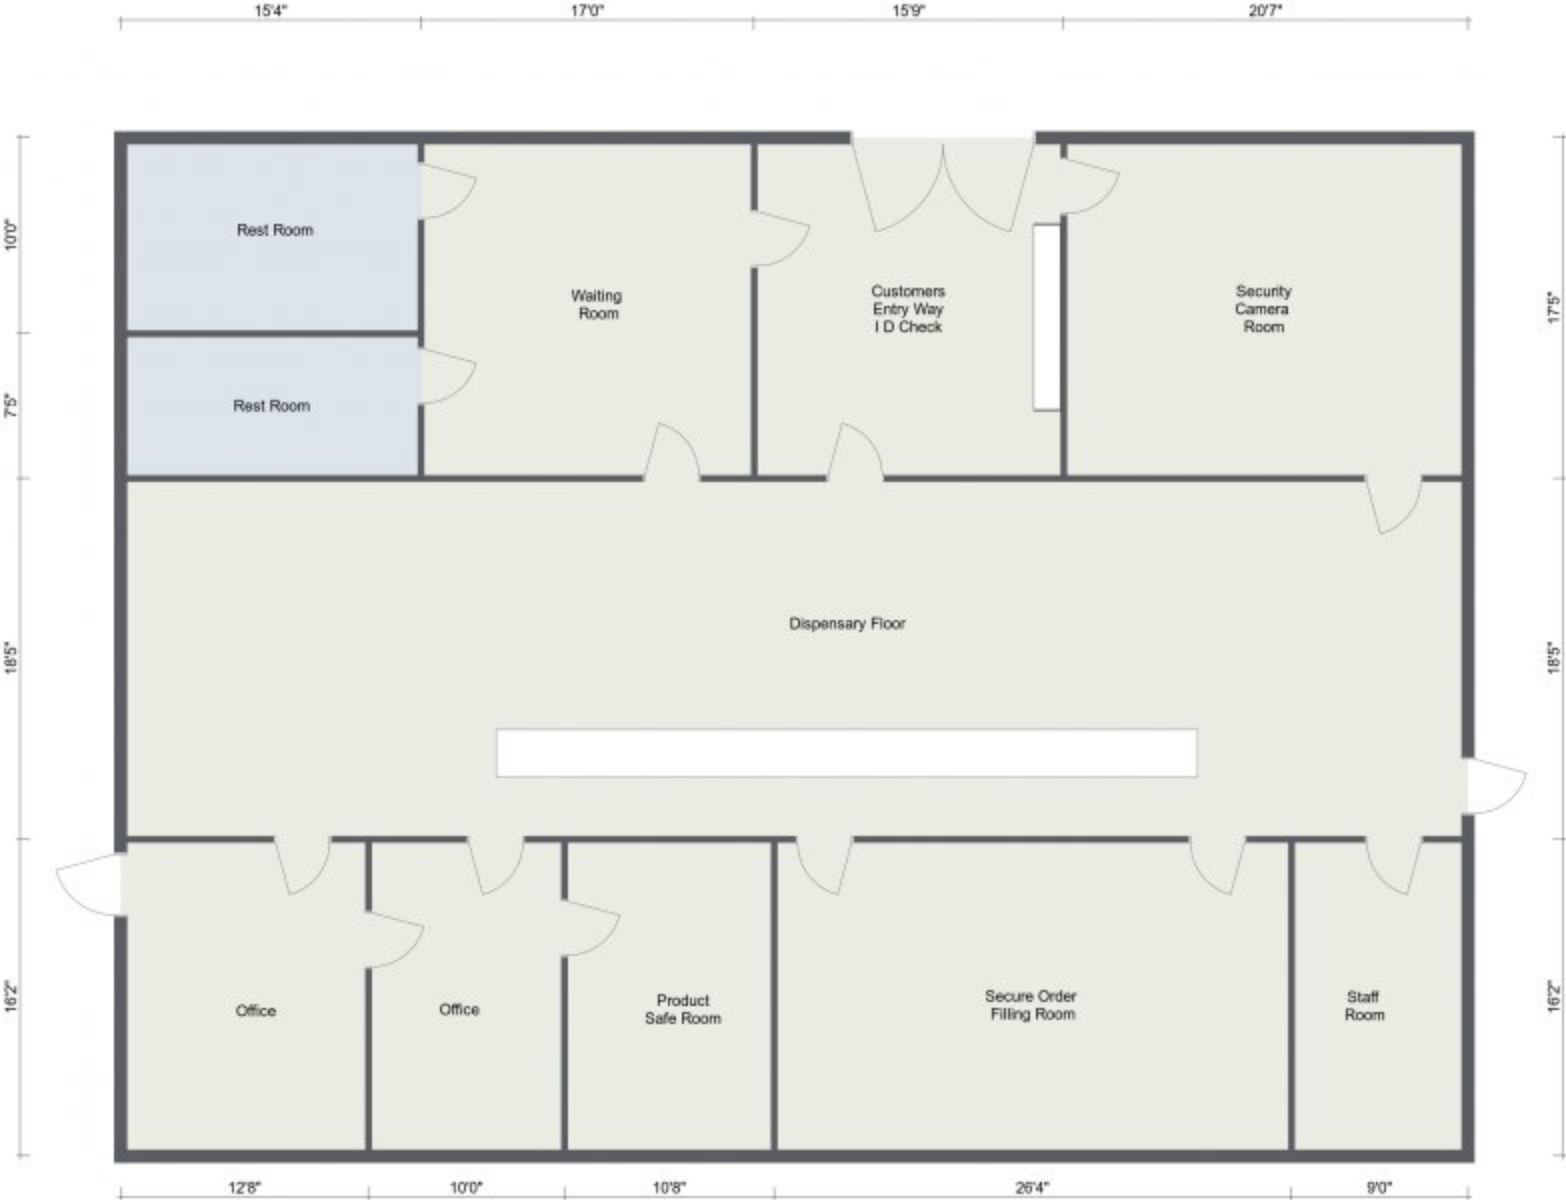 15'4" 17'0" 15'9" 20'7"
10'0"
7'5"
18'5"
16'2"
Rest Room
Rest Room
Waiting
Room
Customers
Entry Way
I D Check
Security
Camera
Room
17'5"
18'5"
16'2"
Dispensary Floor
Office
Office
Product
Safe Room
Secure Order
Filling Room
Staff
Room
12'8" 10'0" 10'8" 26'4" 9'0"